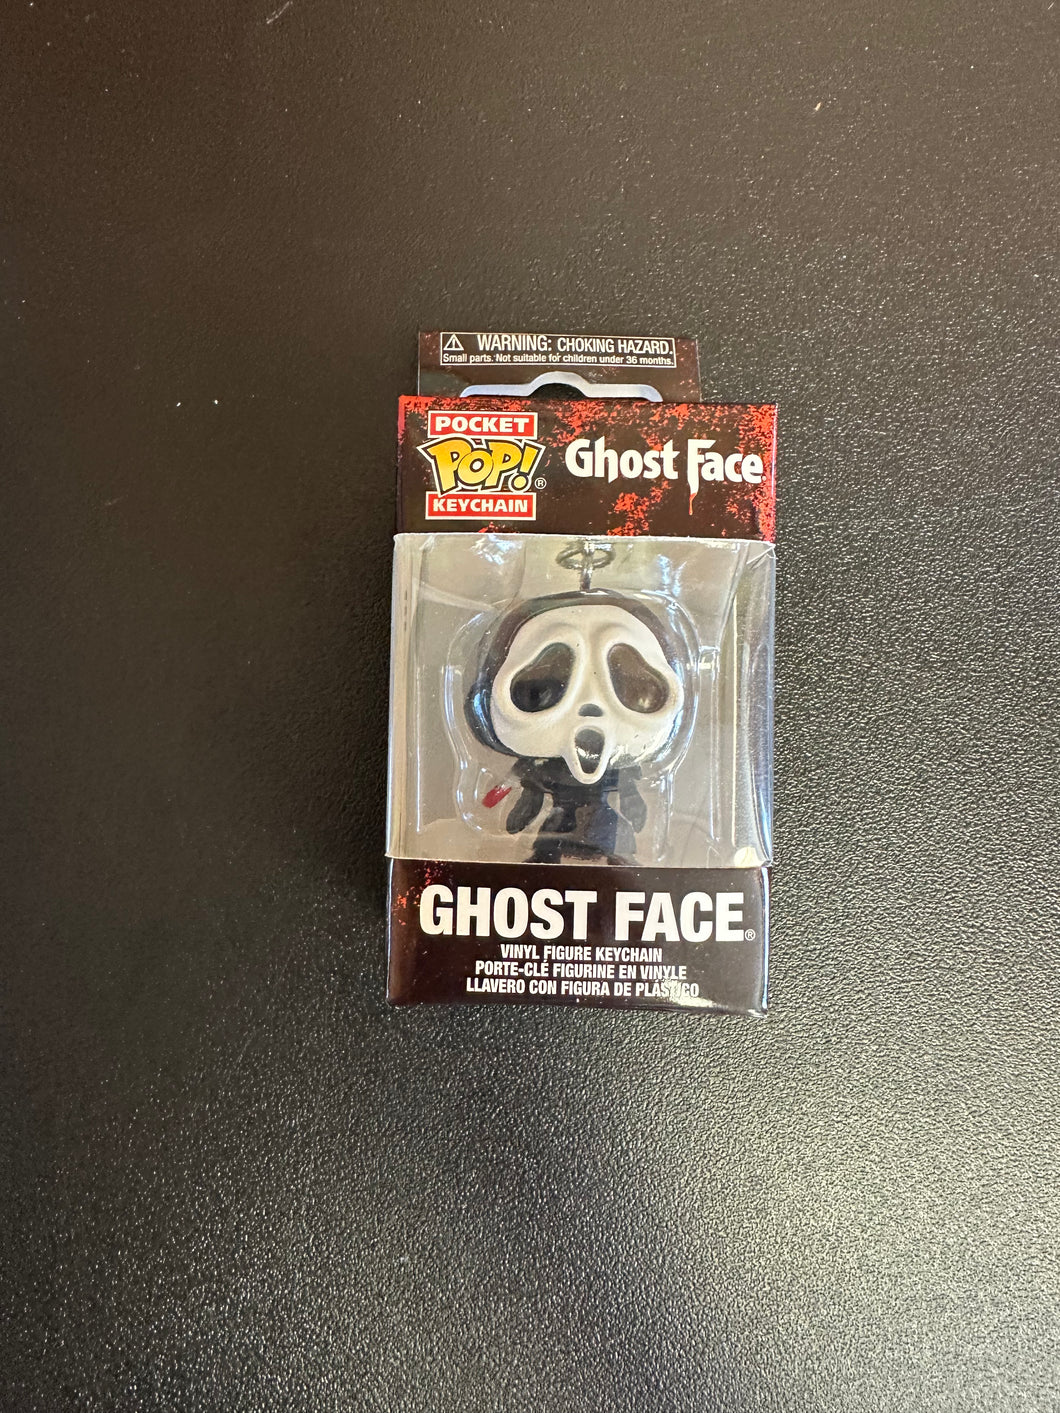 WARNING: CHOKING HAZARD.
Small parts. Not suitable for children under 36 months.
POCKET
POP!®
KEYCHAIN
Ghost Face.
GHOST FACE®
VINYL FIGURE KEYCHAIN
PORTE-CLÉ FIGURINE EN VINYLE
LLAVERO CON FIGURA DE PLÁSTICO